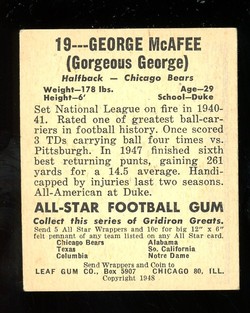 19---GEORGE McAFEE
(Gorgeous George)
Halfback — Chicago Bears
Weight—178 lbs. Age—29
Height—6' School—Duke
Set National League on fire in 1940-
41. Rated one of greatest ball-car-
riers in football history. Once scored
3 TDs carrying ball four times vs.
Pittsburgh. In 1947 finished sixth
best returning punts, gaining 261
yards for a 14.5 average. Handi-
capped by injuries last two seasons.
All-American at Duke.
ALL-STAR FOOTBALL GUM
Collect this series of Gridiron Greats.
Send 5 All Star Wrappers and 10c for big 12" x 6"
felt pennant of any team listed on any All Star card.
Chicago Bears Alabama
Texas So. California
Columbia Notre Dame
Send Wrappers and Coin to
LEAF GUM CO., Box 5907 CHICAGO 80, ILL.
Copyright 1948